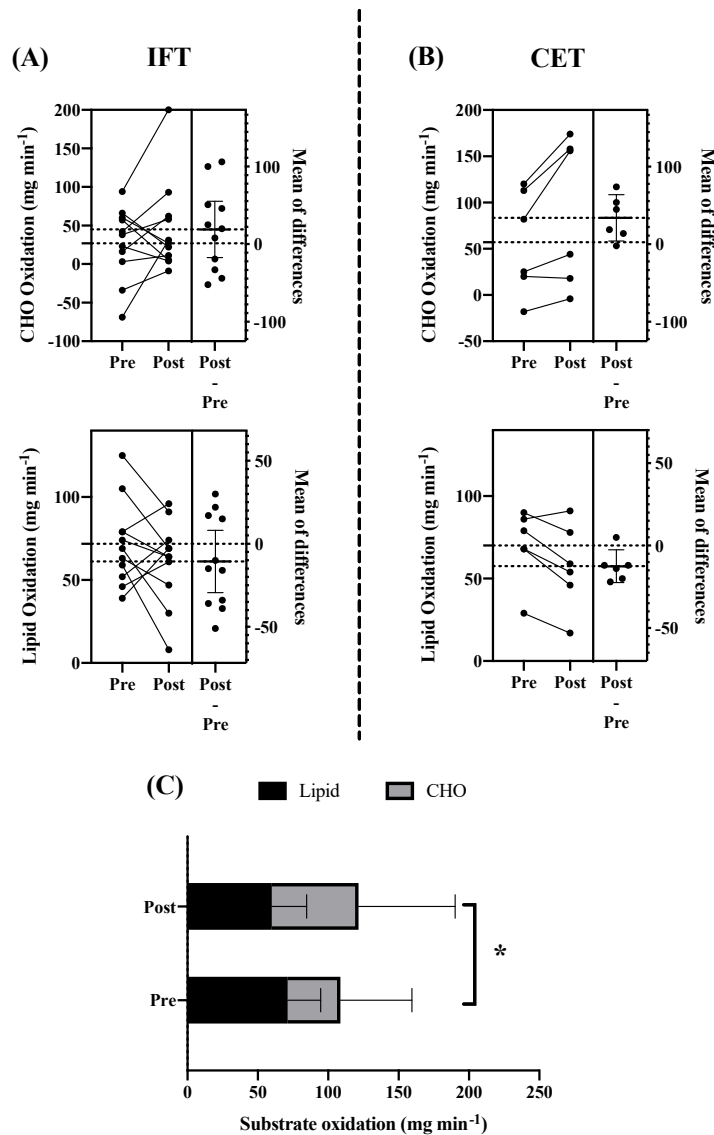 (A) IFT
CHO Oxidation (mg min⁻¹)
200
150
100
50
0
-50
-100
100
0
-100
Mean of differences
Pre Post Post
-
Pre
Lipid Oxidation (mg min⁻¹)
100
50
0
50
0
-50
Mean of differences
Pre Post Post
-
Pre
(B) CET
CHO Oxidation (mg min⁻¹)
200
150
100
50
0
-50
100
0
-100
Mean of differences
Pre Post Post
-
Pre
Lipid Oxidation (mg min⁻¹)
100
50
0
50
0
-50
Mean of differences
Pre Post Post
-
Pre
(C) Lipid CHO
Post
Pre
*
0 50 100 150 200 250
Substrate oxidation (mg min⁻¹)